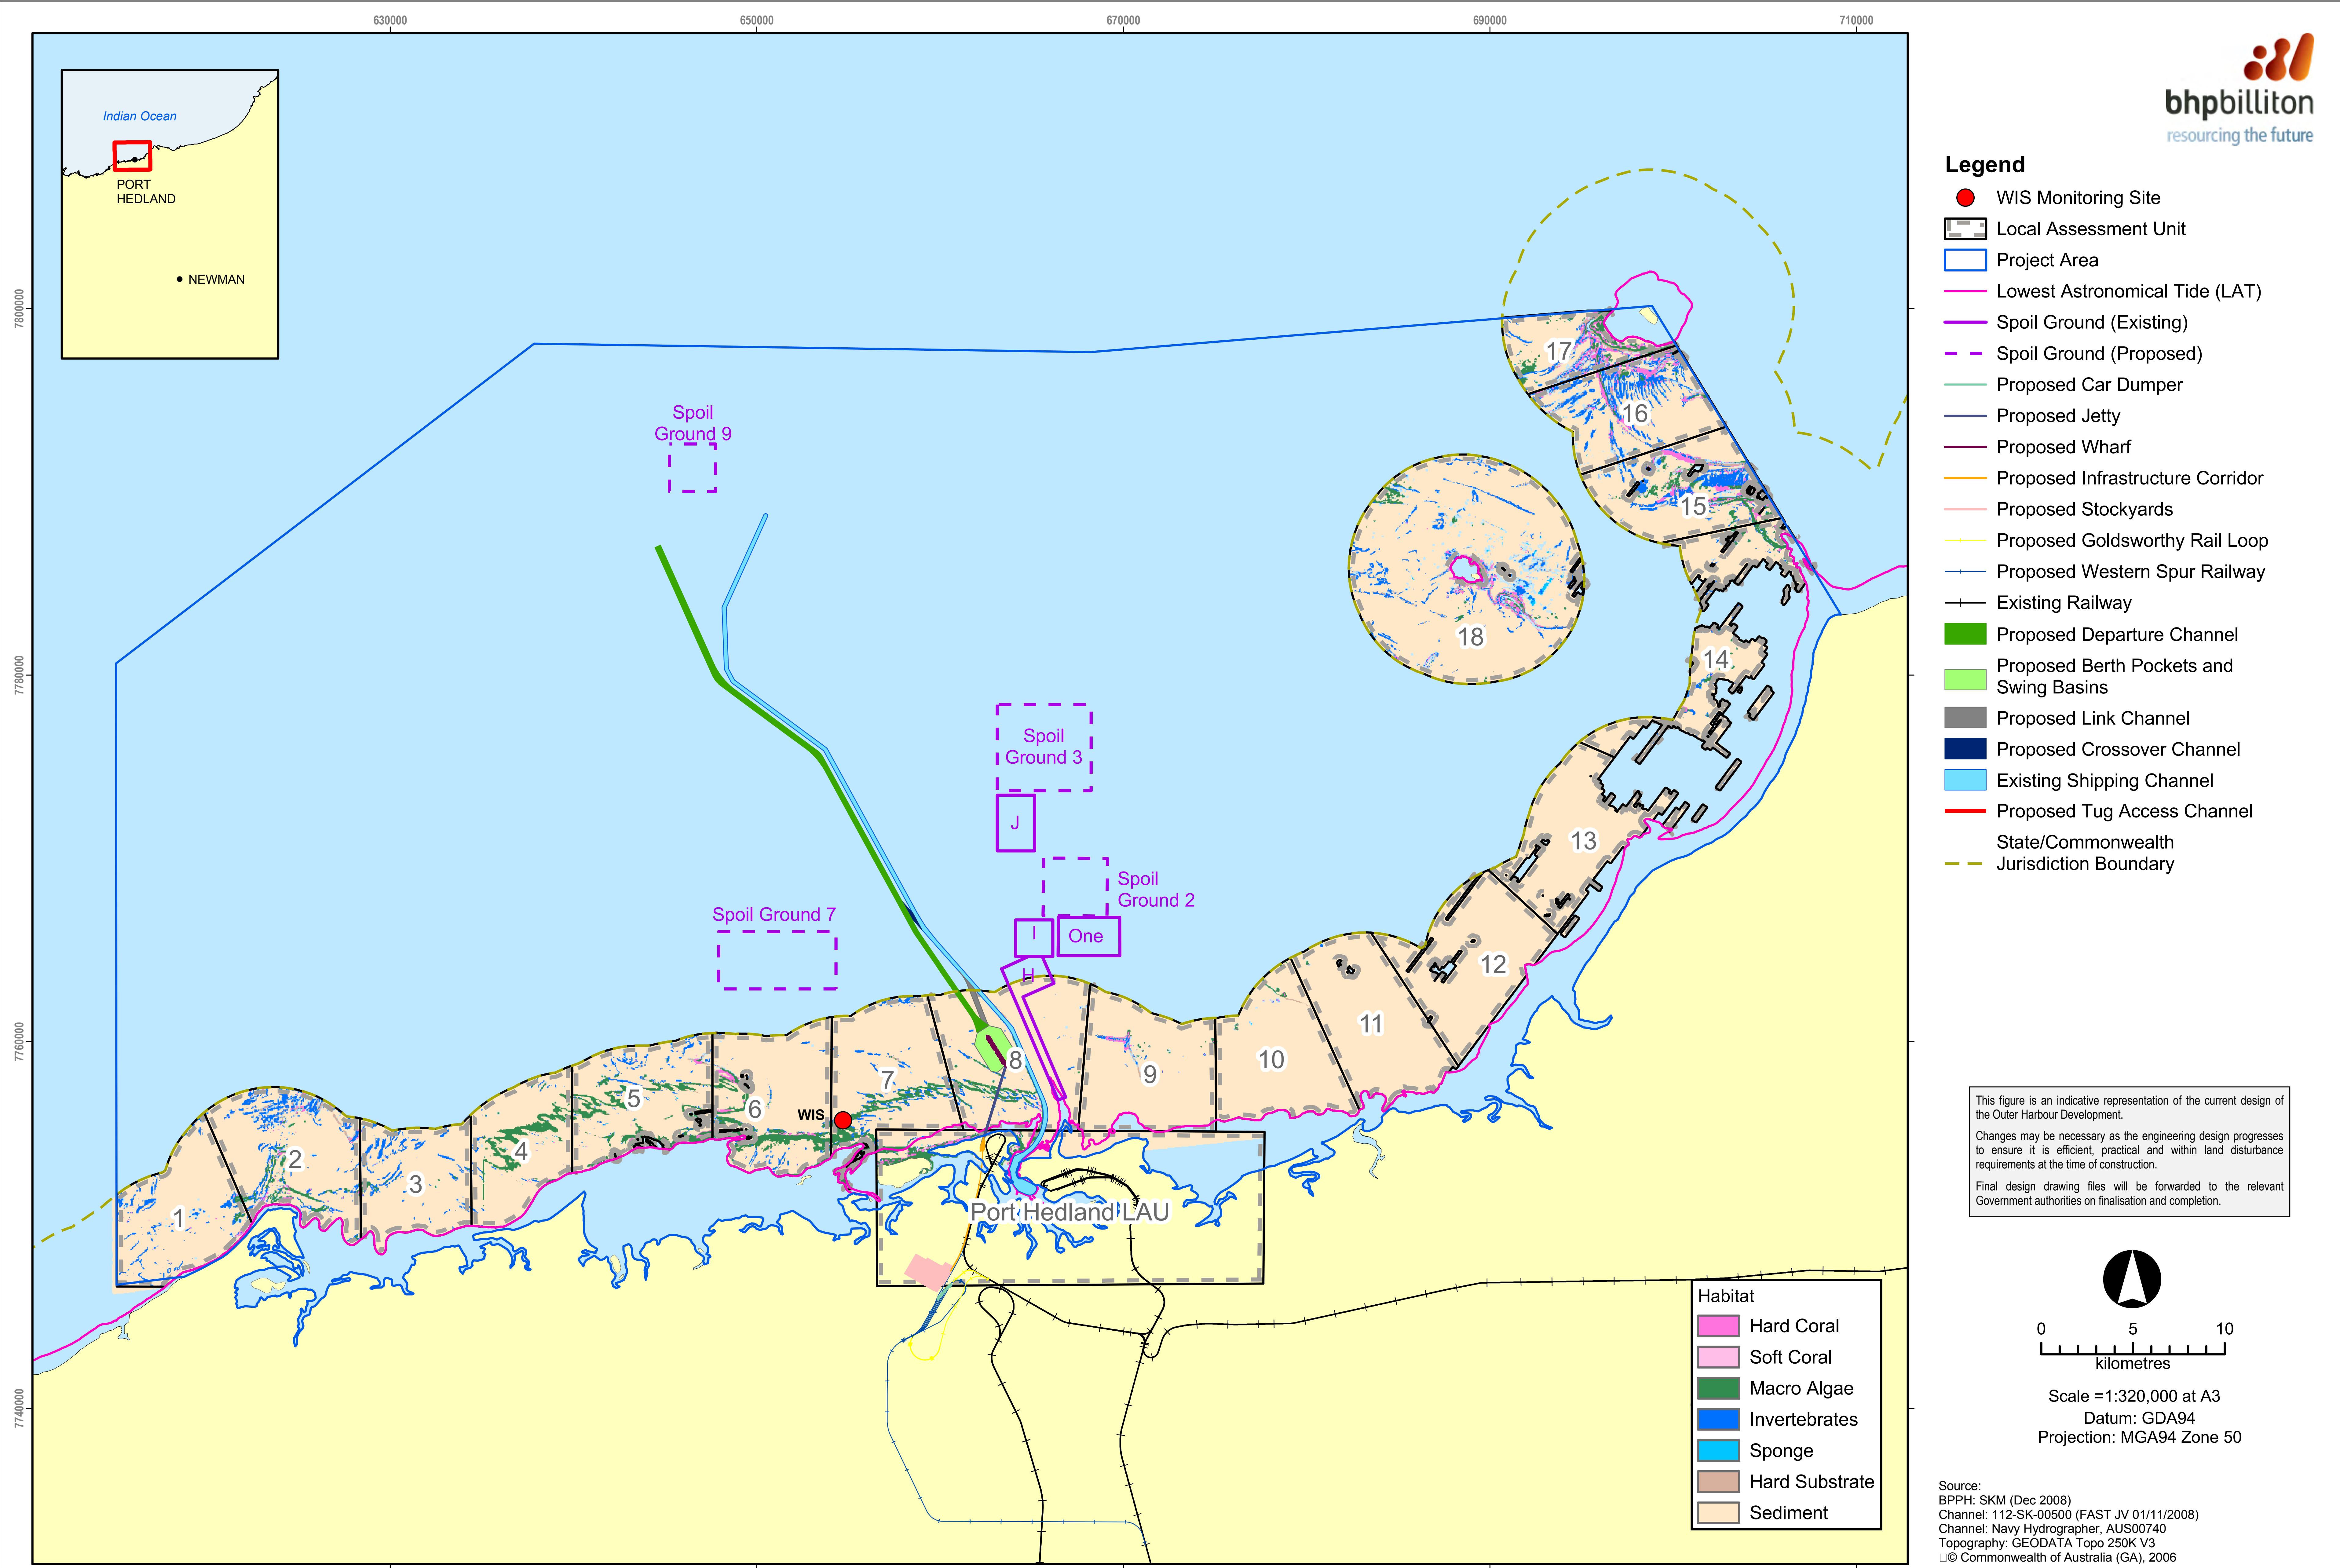 630000
650000
670000
690000
710000
7800000
7780000
7760000
7740000
Indian Ocean
PORT
HEDLAND
NEWMAN
Spoil
Ground 9
Spoil
Ground 3
J
Spoil
Ground 2
Spoil Ground 7
I
One
H
17
16
15
18
14
13
12
11
10
9
8
7
6
5
4
3
2
1
WIS
Port Hedland LAU
Habitat
Hard Coral
Soft Coral
Macro Algae
Invertebrates
Sponge
Hard Substrate
Sediment
bhpbilliton
resourcing the future
Legend
WIS Monitoring Site
Local Assessment Unit
Project Area
Lowest Astronomical Tide (LAT)
Spoil Ground (Existing)
Spoil Ground (Proposed)
Proposed Car Dumper
Proposed Jetty
Proposed Wharf
Proposed Infrastructure Corridor
Proposed Stockyards
Proposed Goldsworthy Rail Loop
Proposed Western Spur Railway
Existing Railway
Proposed Departure Channel
Proposed Berth Pockets and
Swing Basins
Proposed Link Channel
Proposed Crossover Channel
Existing Shipping Channel
Proposed Tug Access Channel
State/Commonwealth
Jurisdiction Boundary
This figure is an indicative representation of the current design of
the Outer Harbour Development.
Changes may be necessary as the engineering design progresses
to ensure it is efficient, practical and within land disturbance
requirements at the time of construction.
Final design drawing files will be forwarded to the relevant
Government authorities on finalisation and completion.
0 5 10
kilometres
Scale =1:320,000 at A3
Datum: GDA94
Projection: MGA94 Zone 50
Source:
BPPH: SKM (Dec 2008)
Channel: 112-SK-00500 (FAST JV 01/11/2008)
Channel: Navy Hydrographer, AUS00740
Topography: GEODATA Topo 250K V3
□© Commonwealth of Australia (GA), 2006